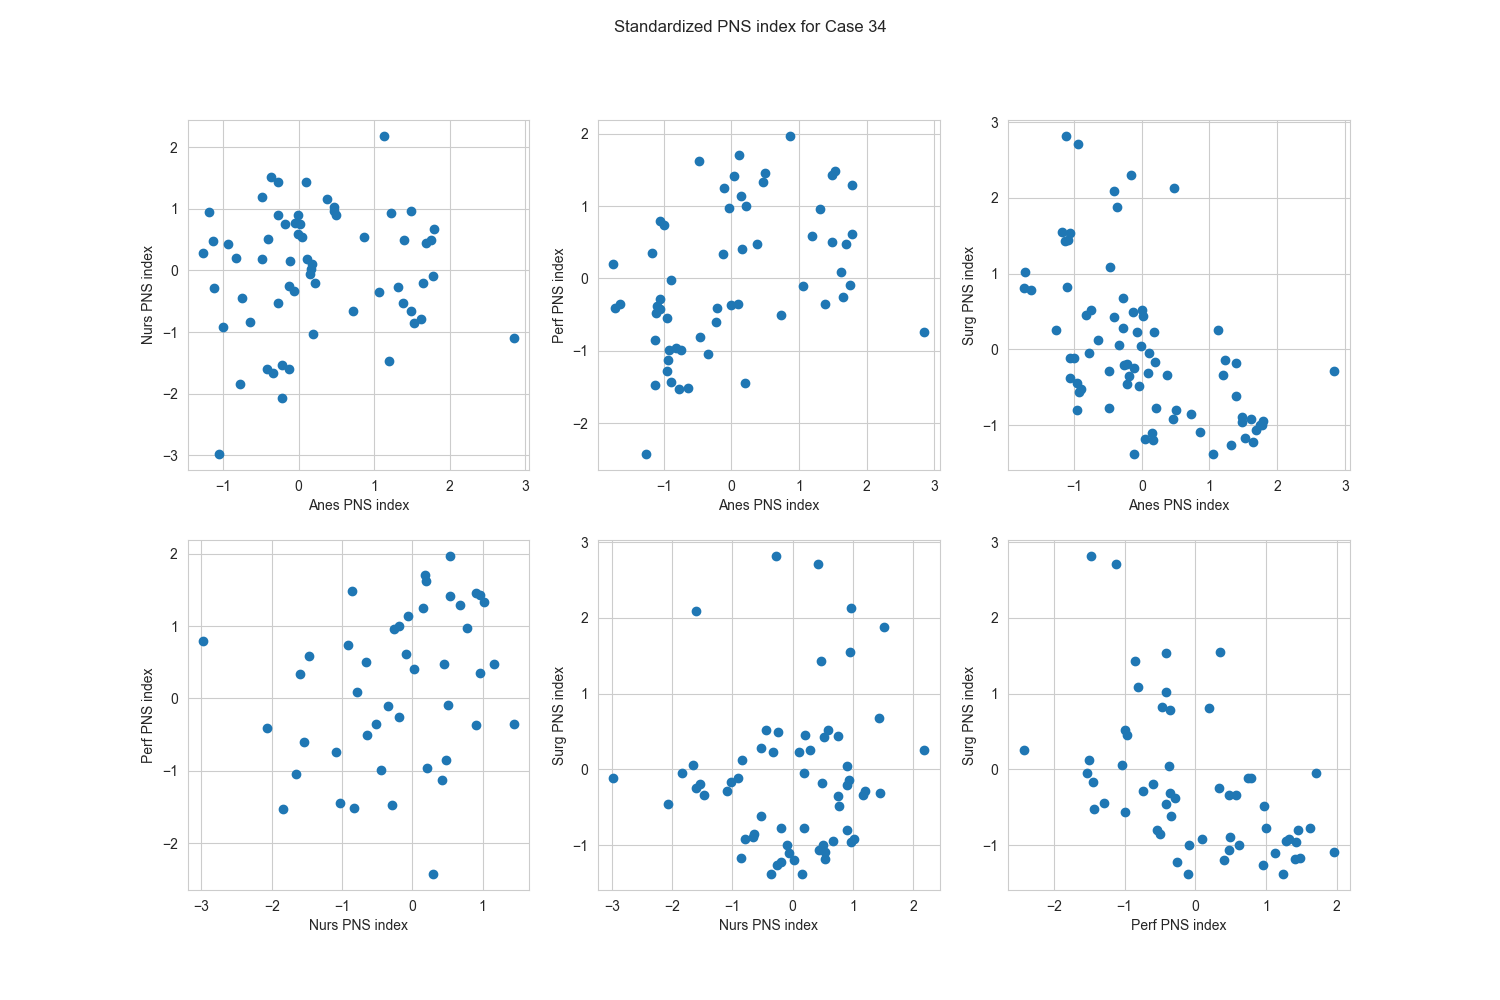 Standardized PNS index for Case 34
2
1
0
−1
−2
−3
Nurs PNS index
−1 0 1 2 3
Anes PNS index
2
1
0
−1
−2
Perf PNS index
−1 0 1 2 3
Anes PNS index
3
2
1
0
−1
Surg PNS index
−1 0 1 2 3
Anes PNS index
2
1
0
−1
−2
Perf PNS index
−3 −2 −1 0 1
Nurs PNS index
3
2
1
0
−1
Surg PNS index
−3 −2 −1 0 1 2
Nurs PNS index
3
2
1
0
−1
Surg PNS index
−2 −1 0 1 2
Perf PNS index